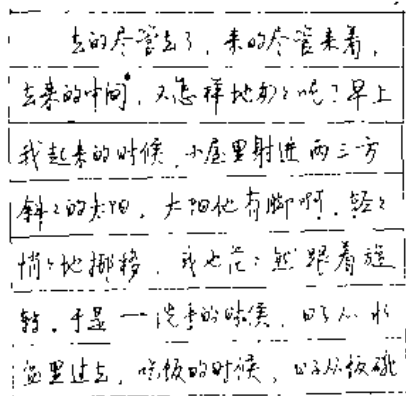 去的尽管去了，来的尽管来着，
去来的中间，又怎样地匆々呢？早上
我起来的时候，小屋里射进两三方
斜々的太阳。太阳他有脚啊，轻々
悄々地挪移，我也茫々然跟着旋
转。于是一洗手的时候，日子从水
盆里过去，吃饭的时候，日子从饭碗